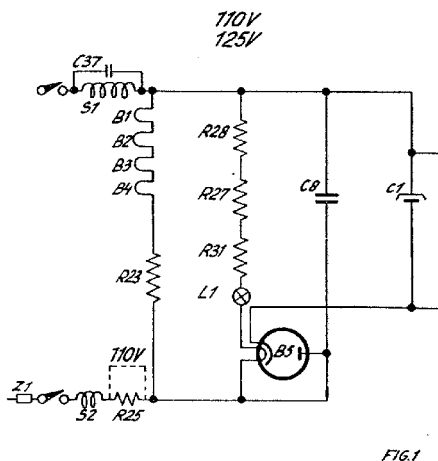 110V
125V
C37
S1
B1
B2
B3
B4
R28
R27
R31
C8
C1
R23
L1
B5
110V
Z1
S2
R25
FIG.1